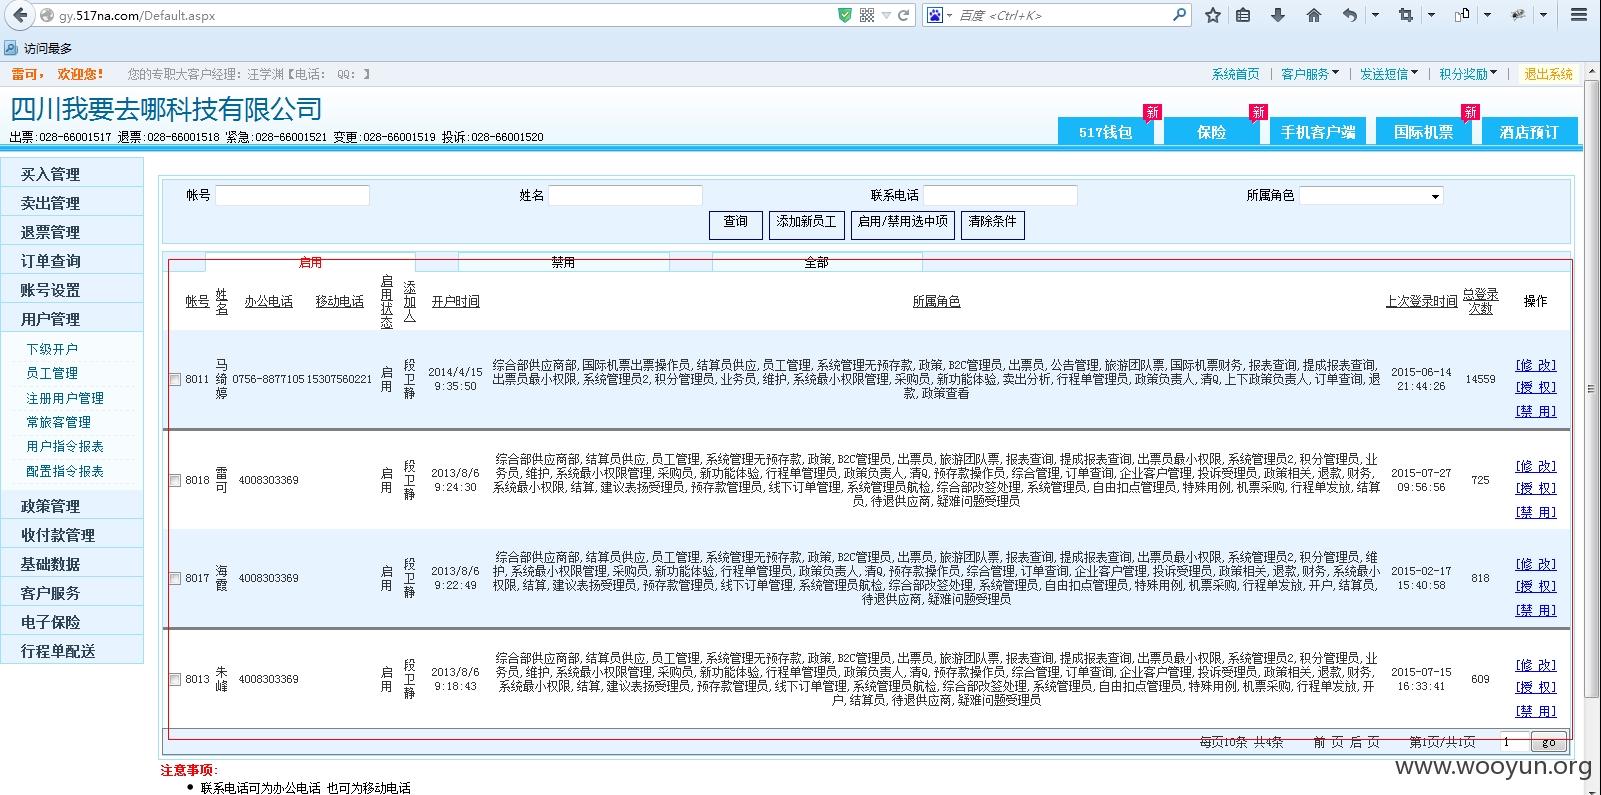 gy.517na.com/Default.aspx
百度 <Ctrl+K>
访问最多
雷可， 欢迎您！ 您的专职大客户经理：汪学渊【电话： QQ： 】
系统首页 | 客户服务 | 发送短信 | 积分奖励 | 退出系统
四川我要去哪科技有限公司
出票:028-66001517 退票:028-66001518 紧急:028-66001521 变更:028-66001519 投诉:028-66001520
新 新 新
517钱包 保险 手机客户端 国际机票 酒店预订
买入管理
卖出管理
退票管理
订单查询
账号设置
用户管理
下级开户
员工管理
注册用户管理
常旅客管理
用户指令报表
配置指令报表
政策管理
收付款管理
基础数据
客户服务
电子保险
行程单配送
帐号 姓名 联系电话 所属角色
查询 添加新员工 启用/禁用选中项 清除条件
启用 禁用 全部
帐号 姓名 办公电话 移动电话 启用状态 添加人 开户时间 所属角色 上次登录时间 总登录次数 操作
8011 马绮婷 0756-8877105 15307560221 启用 段卫静 2014/4/15 9:35:50
综合部供应商部, 国际机票出票操作员, 结算员供应, 员工管理, 系统管理无预存款, 政策, B2C管理员, 出票员, 公告管理, 旅游团队票, 国际机票财务, 报表查询, 提成报表查询,
出票员最小权限, 系统管理员2, 积分管理员, 业务员, 维护, 系统最小权限管理, 采购员, 新功能体验, 卖出分析, 行程单管理员, 政策负责人, 清Q, 上下政策负责人, 订单查询, 退
款, 政策查看
2015-06-14 21:44:26 14559 [修 改] [授 权] [禁 用]
8018 雷可 4008303369 启用 段卫静 2013/8/6 9:24:30
综合部供应商部, 结算员供应, 员工管理, 系统管理无预存款, 政策, B2C管理员, 出票员, 旅游团队票, 报表查询, 提成报表查询, 出票员最小权限, 系统管理员2, 积分管理员, 业
务员, 维护, 系统最小权限管理, 采购员, 新功能体验, 行程单管理员, 政策负责人, 清Q, 预存款操作员, 综合管理, 订单查询, 企业客户管理, 投诉受理员, 政策相关, 退款, 财务,
系统最小权限, 结算, 建议表扬受理员, 预存款管理员, 线下订单管理, 系统管理员航检, 综合部改签处理, 系统管理员, 自由扣点管理员, 特殊用例, 机票采购, 行程单发放, 结算
员, 待退供应商, 疑难问题受理员
2015-07-27 09:56:56 725 [修 改] [授 权] [禁 用]
8017 海霞 4008303369 启用 段卫静 2013/8/6 9:22:49
综合部供应商部, 结算员供应, 员工管理, 系统管理无预存款, 政策, B2C管理员, 出票员, 旅游团队票, 报表查询, 提成报表查询, 出票员最小权限, 系统管理员2, 积分管理员, 维
护, 系统最小权限管理, 采购员, 新功能体验, 行程单管理员, 政策负责人, 清Q, 预存款操作员, 综合管理, 订单查询, 企业客户管理, 投诉受理员, 政策相关, 退款, 财务, 系统最小
权限, 结算, 建议表扬受理员, 预存款管理员, 线下订单管理, 系统管理员航检, 综合部改签处理, 系统管理员, 自由扣点管理员, 特殊用例, 机票采购, 行程单发放, 开户, 结算员,
待退供应商, 疑难问题受理员
2015-02-17 15:40:58 818 [修 改] [授 权] [禁 用]
8013 朱峰 4008303369 启用 段卫静 2013/8/6 9:18:43
综合部供应商部, 结算员供应, 员工管理, 系统管理无预存款, 政策, B2C管理员, 出票员, 旅游团队票, 报表查询, 提成报表查询, 出票员最小权限, 系统管理员2, 积分管理员, 业
务员, 维护, 系统最小权限管理, 采购员, 新功能体验, 行程单管理员, 政策负责人, 清Q, 预存款操作员, 综合管理, 订单查询, 企业客户管理, 投诉受理员, 政策相关, 退款, 财务,
系统最小权限, 结算, 建议表扬受理员, 预存款管理员, 线下订单管理, 系统管理员航检, 综合部改签处理, 系统管理员, 自由扣点管理员, 特殊用例, 机票采购, 行程单发放, 开
户, 结算员, 待退供应商, 疑难问题受理员
2015-07-15 16:33:41 609 [修 改] [授 权] [禁 用]
每页10条 共4条 前 页 后 页 第1页/共1页 1 go
注意事项:
联系电话可为办公电话 也可为移动电话
www.wooyun.org